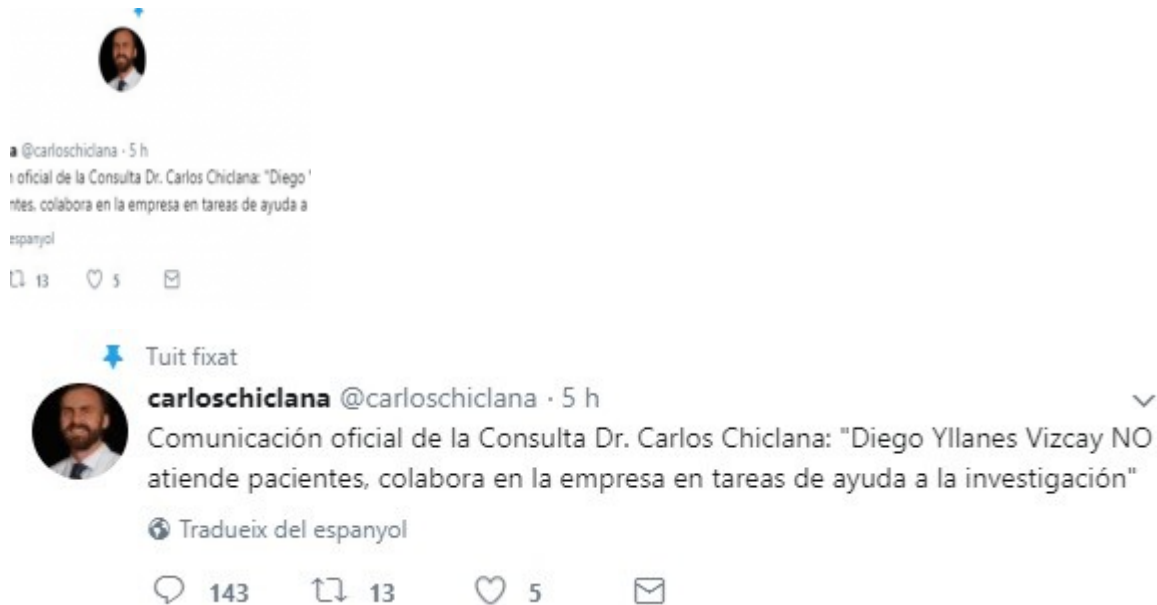 a @carloschiclana · 5 h
oficial de la Consulta Dr. Carlos Chiclana: "Diego
ntes, colabora en la empresa en tareas de ayuda a
espanyol
13 5
Tuit fixat
carloschiclana @carloschiclana · 5 h
Comunicación oficial de la Consulta Dr. Carlos Chiclana: "Diego Yllanes Vizcay NO
atiende pacientes, colabora en la empresa en tareas de ayuda a la investigación"
Tradueix del espanyol
143 13 5